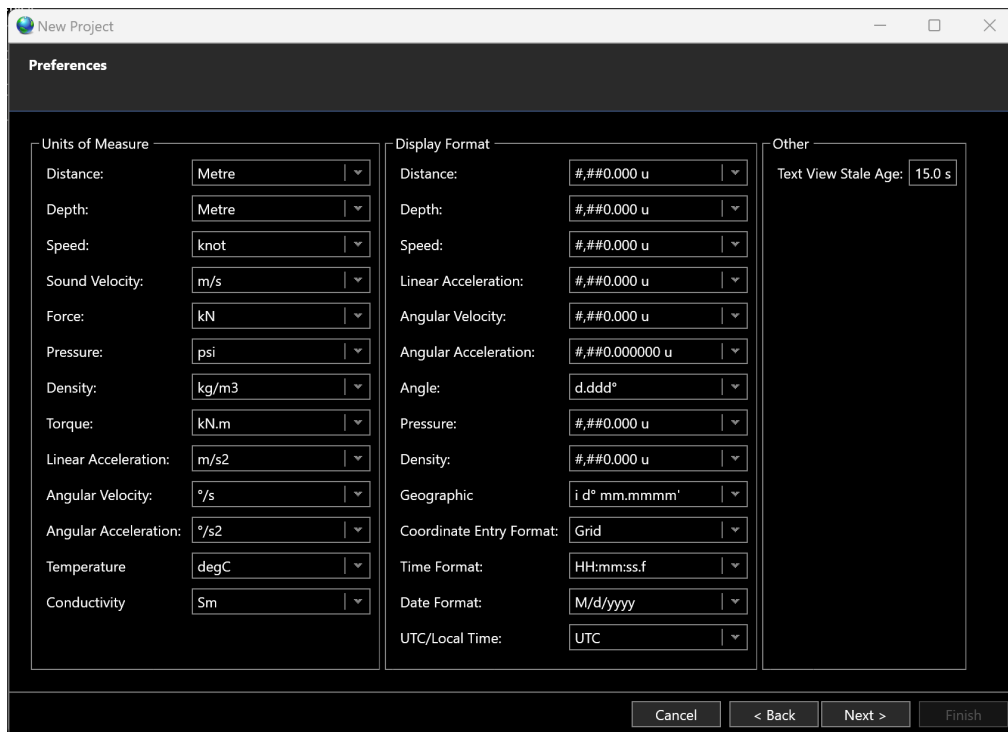 New Project
Preferences
Units of Measure
Distance: Metre
Depth: Metre
Speed: knot
Sound Velocity: m/s
Force: kN
Pressure: psi
Density: kg/m3
Torque: kN.m
Linear Acceleration: m/s2
Angular Velocity: °/s
Angular Acceleration: °/s2
Temperature degC
Conductivity Sm
Display Format
Distance: #,##0.000 u
Depth: #,##0.000 u
Speed: #,##0.000 u
Linear Acceleration: #,##0.000 u
Angular Velocity: #,##0.000 u
Angular Acceleration: #,##0.000000 u
Angle: d.ddd°
Pressure: #,##0.000 u
Density: #,##0.000 u
Geographic i d° mm.mmmm'
Coordinate Entry Format: Grid
Time Format: HH:mm:ss.f
Date Format: M/d/yyyy
UTC/Local Time: UTC
Other
Text View Stale Age: 15.0 s
Cancel < Back Next > Finish